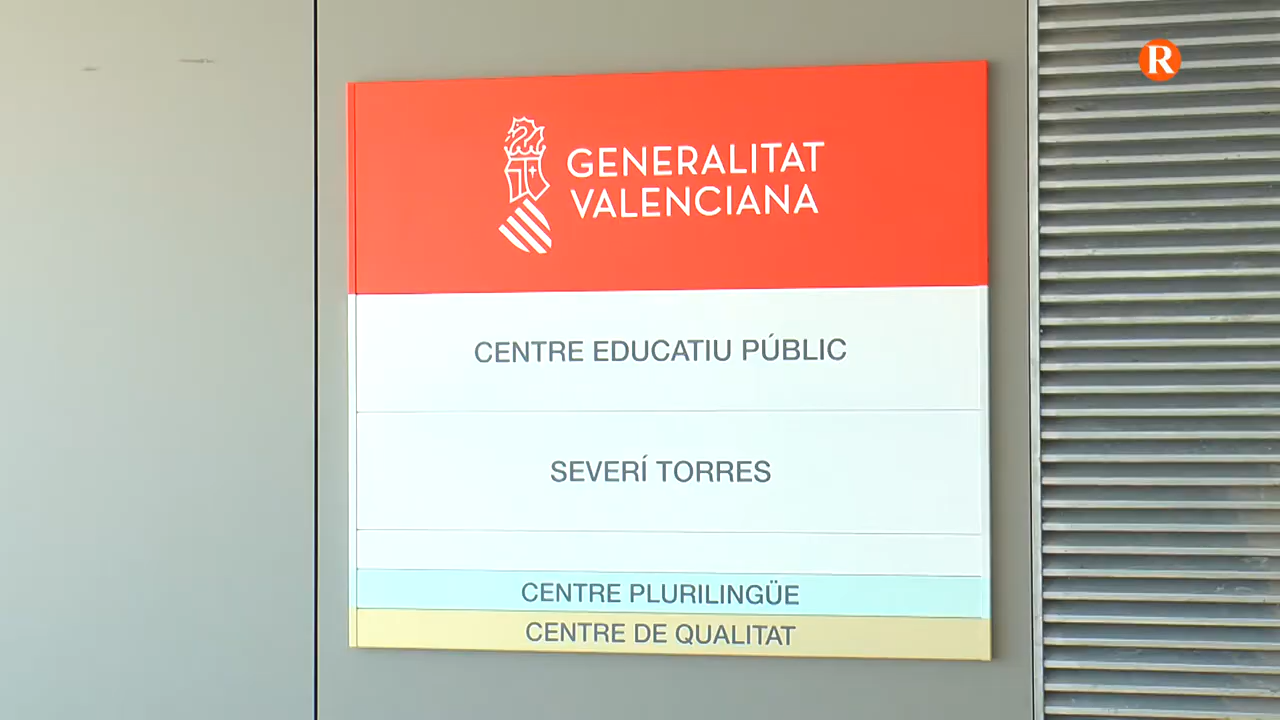 R
GENERALITAT
VALENCIANA
CENTRE EDUCATIU PÚBLIC
SEVERÍ TORRES
CENTRE PLURILINGÜE
CENTRE DE QUALITAT